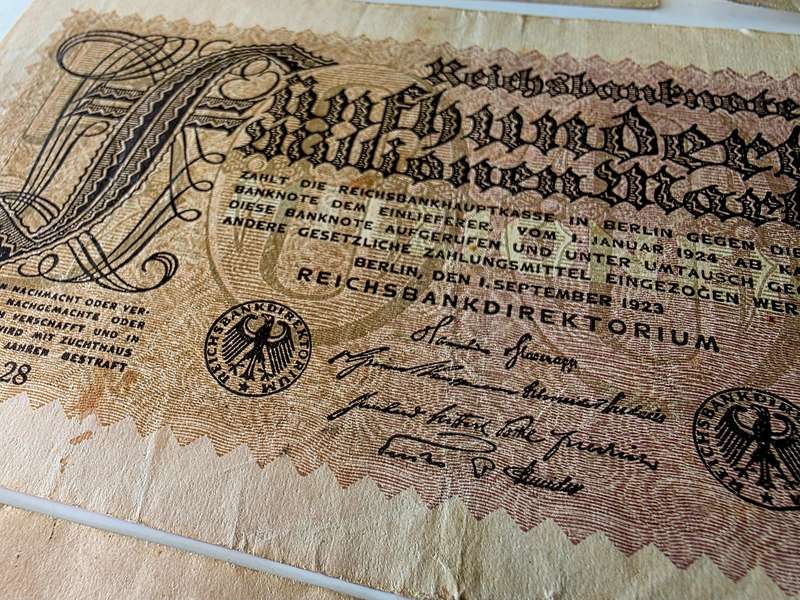 Reichsbanknote
Fünfhundert
Millionen Mark
ZAHLT DIE REICHSBANKHAUPTKASSE IN BERLIN GEGEN DIE
BANKNOTE DEM EINLIEFERER. VOM 1. JANUAR 1924 AB
DIESE BANKNOTE AUFGERUFEN UND UNTER UMTAUSCH
ANDERE GESETZLICHE ZAHLUNGSMITTEL EINGEZOGEN WER
BERLIN, DEN 1. SEPTEMBER 1923
REICHSBANKDIREKTORIUM
NACHMACHT ODER VER-
NACHGEMACHTE ODER
VERSCHAFFT UND IN
WIRD MIT ZUCHTHAUS
JAHREN BESTRAFT
28
REICHSBANKDIREKTORIUM
REICHSBANKDIREK